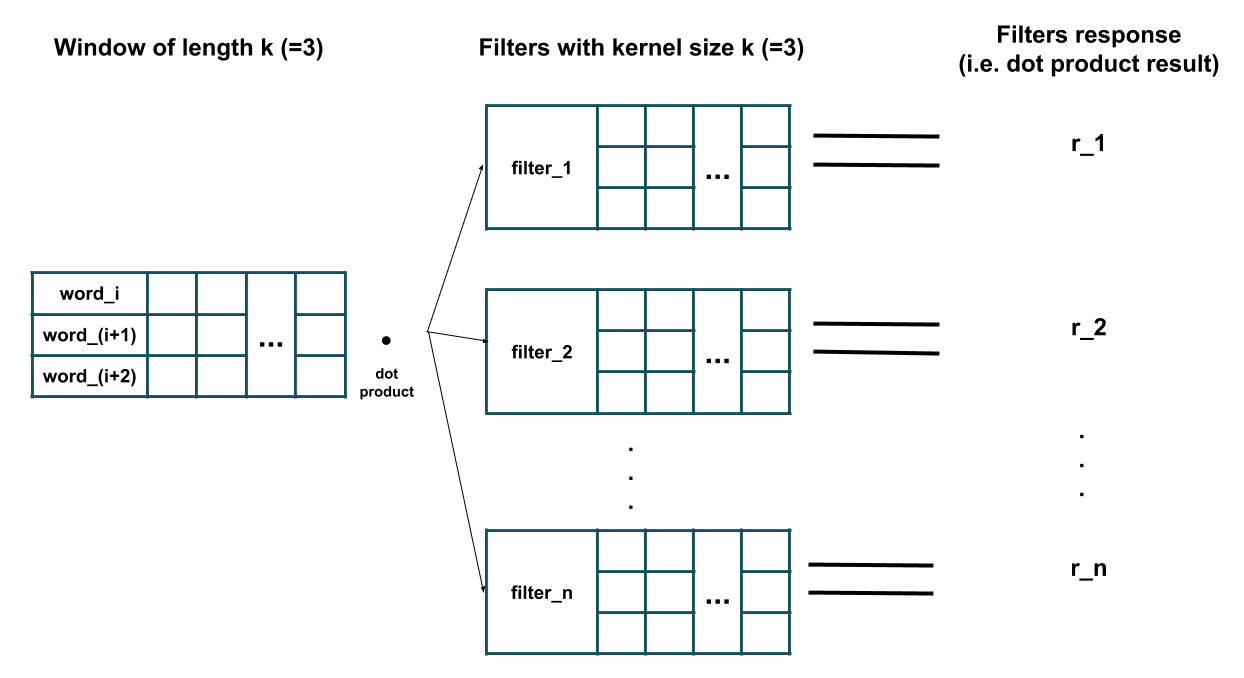 Window of length k (=3)
Filters with kernel size k (=3)
Filters response
(i.e. dot product result)
filter_1
...
r_1
word_i
word_(i+1)
word_(i+2)
...
dot
product
filter_2
...
r_2
.
.
.
.
.
.
filter_n
...
r_n